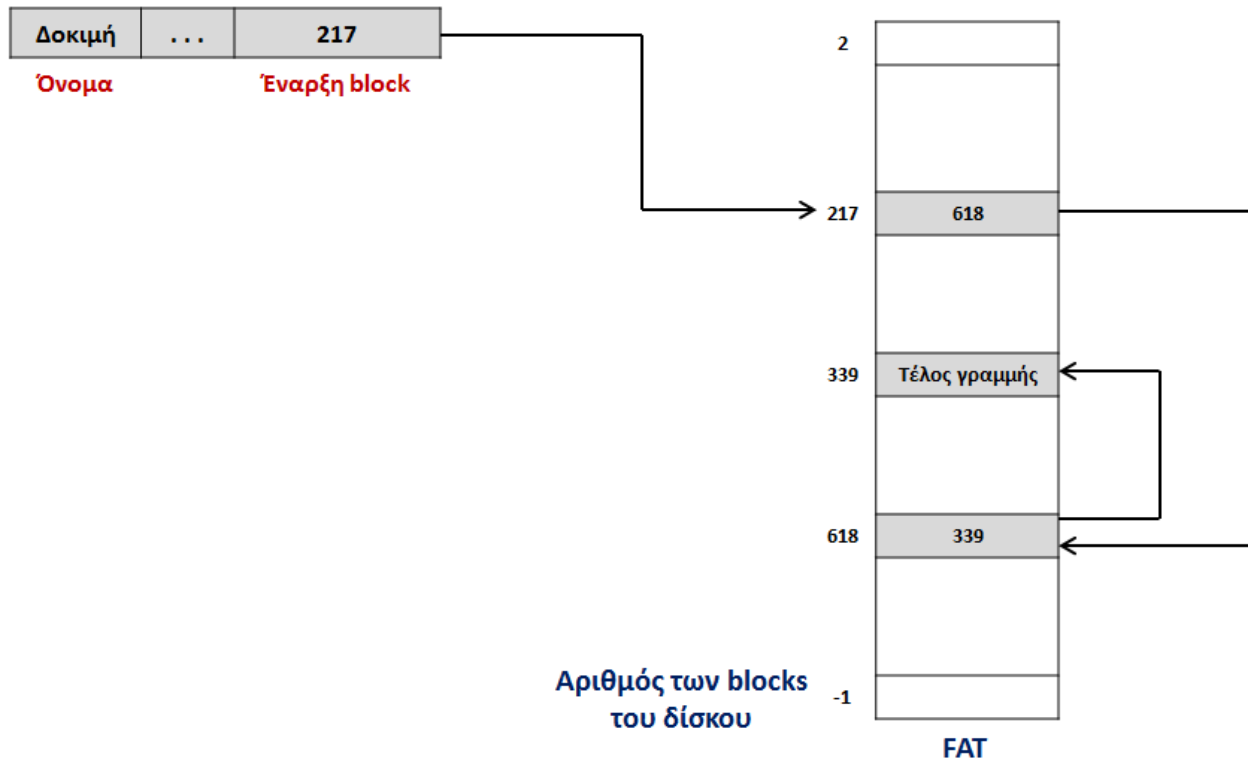 Δοκιμή ... 217
Όνομα Έναρξη block
2
217 618
339 Τέλος γραμμής
618 339
Αριθμός των blocks
του δίσκου
-1
FAT